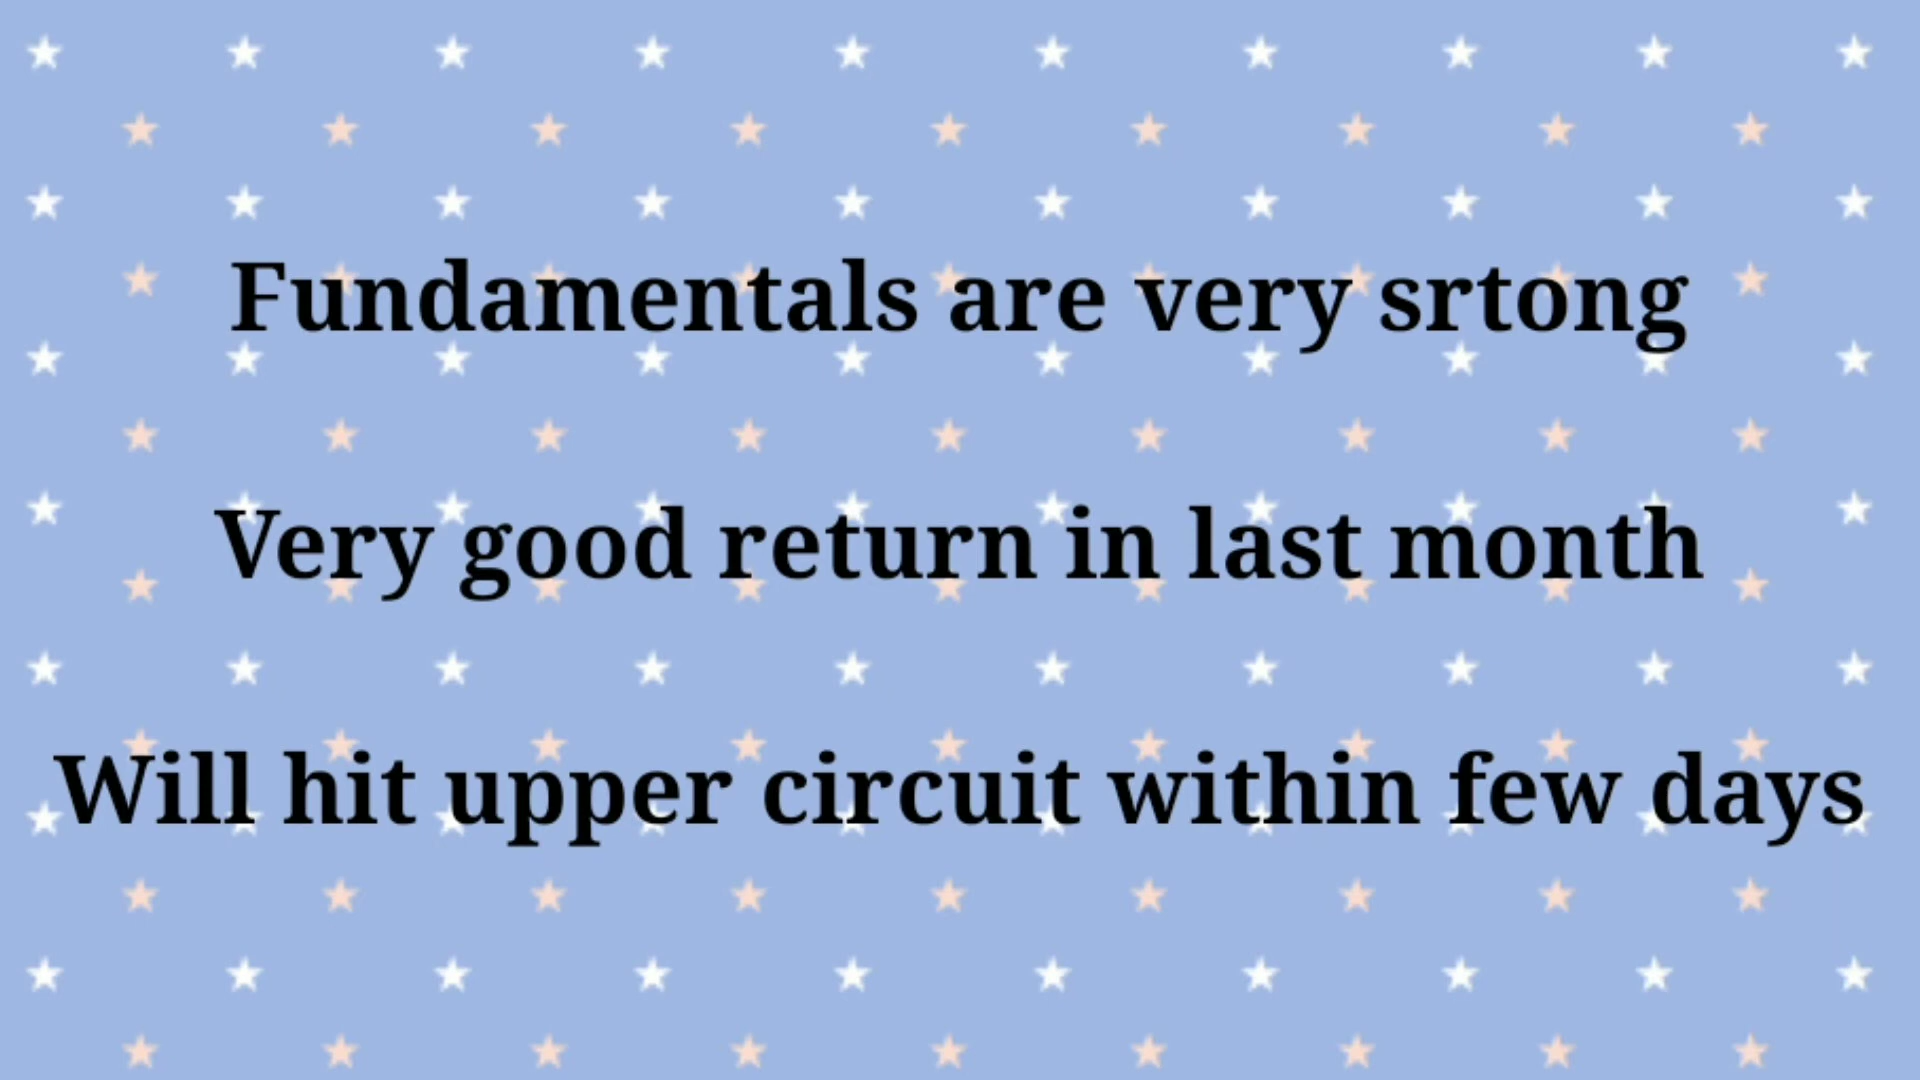 Fundamentals are very srtong
Very good return in last month
Will hit upper circuit within few days